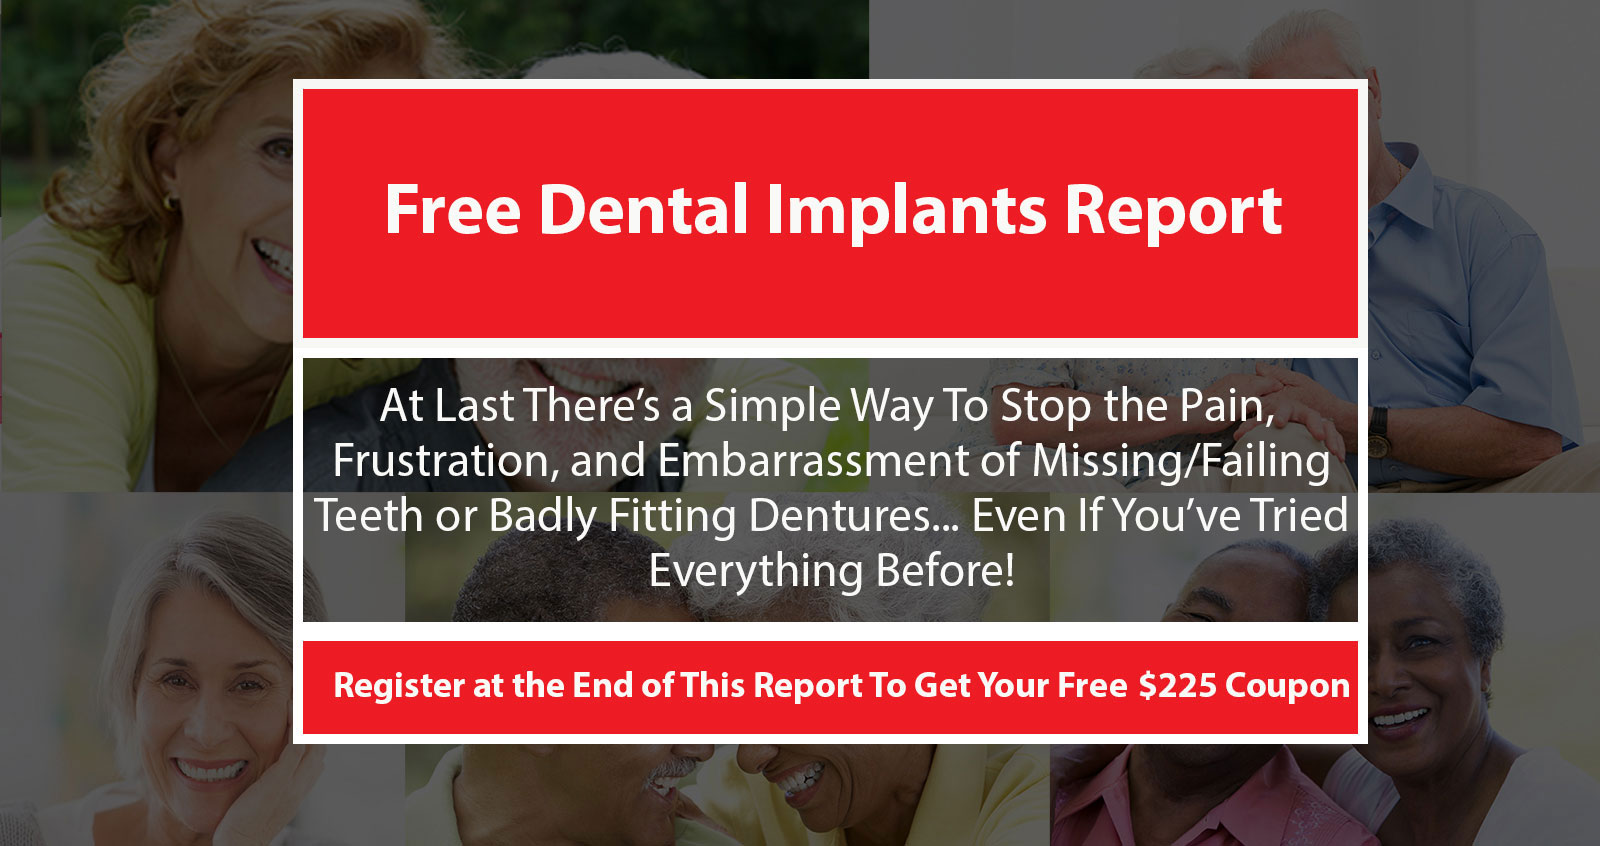 Free Dental Implants Report
At Last There’s a Simple Way To Stop the Pain,
Frustration, and Embarrassment of Missing/Failing
Teeth or Badly Fitting Dentures... Even If You’ve Tried
Everything Before!
Register at the End of This Report To Get Your Free $225 Coupon